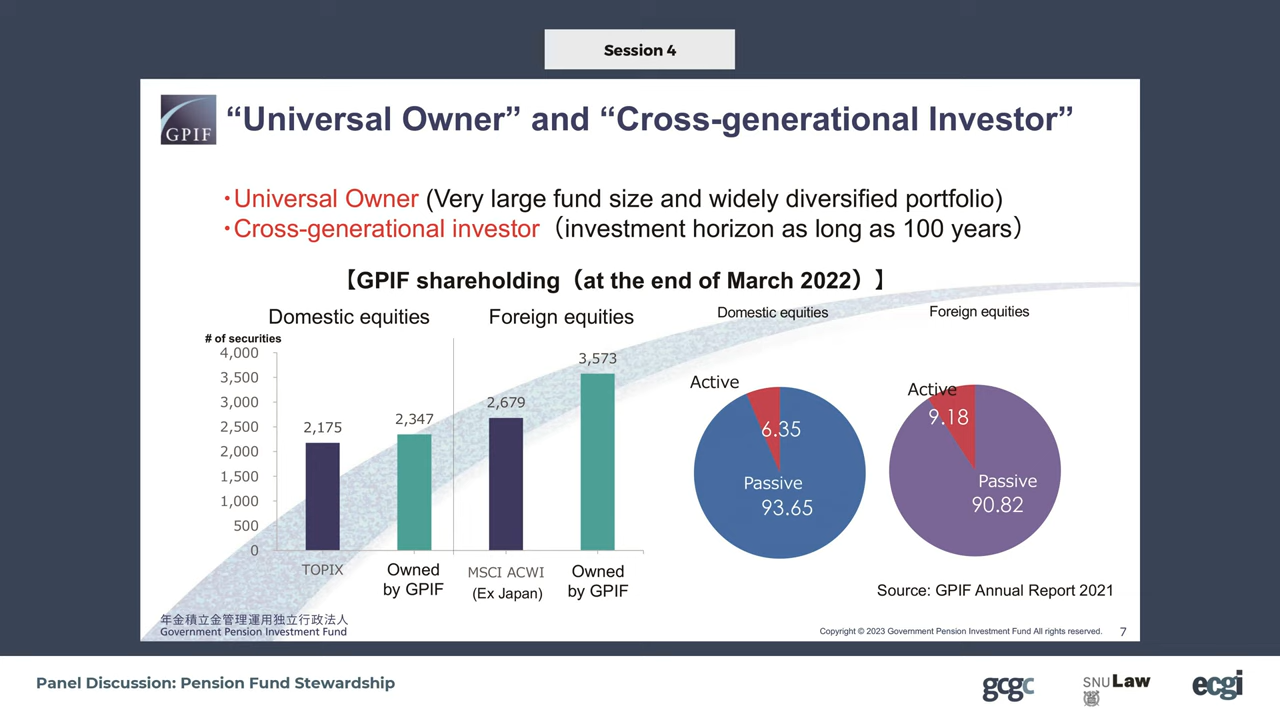 Session 4
GPIF
“Universal Owner” and “Cross-generational Investor”
・Universal Owner (Very large fund size and widely diversified portfolio)
・Cross-generational investor（investment horizon as long as 100 years）
【GPIF shareholding（at the end of March 2022）】
Domestic equities
Foreign equities
# of securities
4,000
3,500
3,000
2,500
2,000
1,500
1,000
500
0
2,175
2,347
2,679
3,573
TOPIX
Owned
by GPIF
MSCI ACWI
(Ex Japan)
Owned
by GPIF
Domestic equities
Active
6.35
Passive
93.65
Foreign equities
Active
9.18
Passive
90.82
Source: GPIF Annual Report 2021
年金積立金管理運用独立行政法人
Government Pension Investment Fund
Copyright © 2023 Government Pension Investment Fund All rights reserved.
7
Panel Discussion: Pension Fund Stewardship
gcgc
SNU Law
ecgi